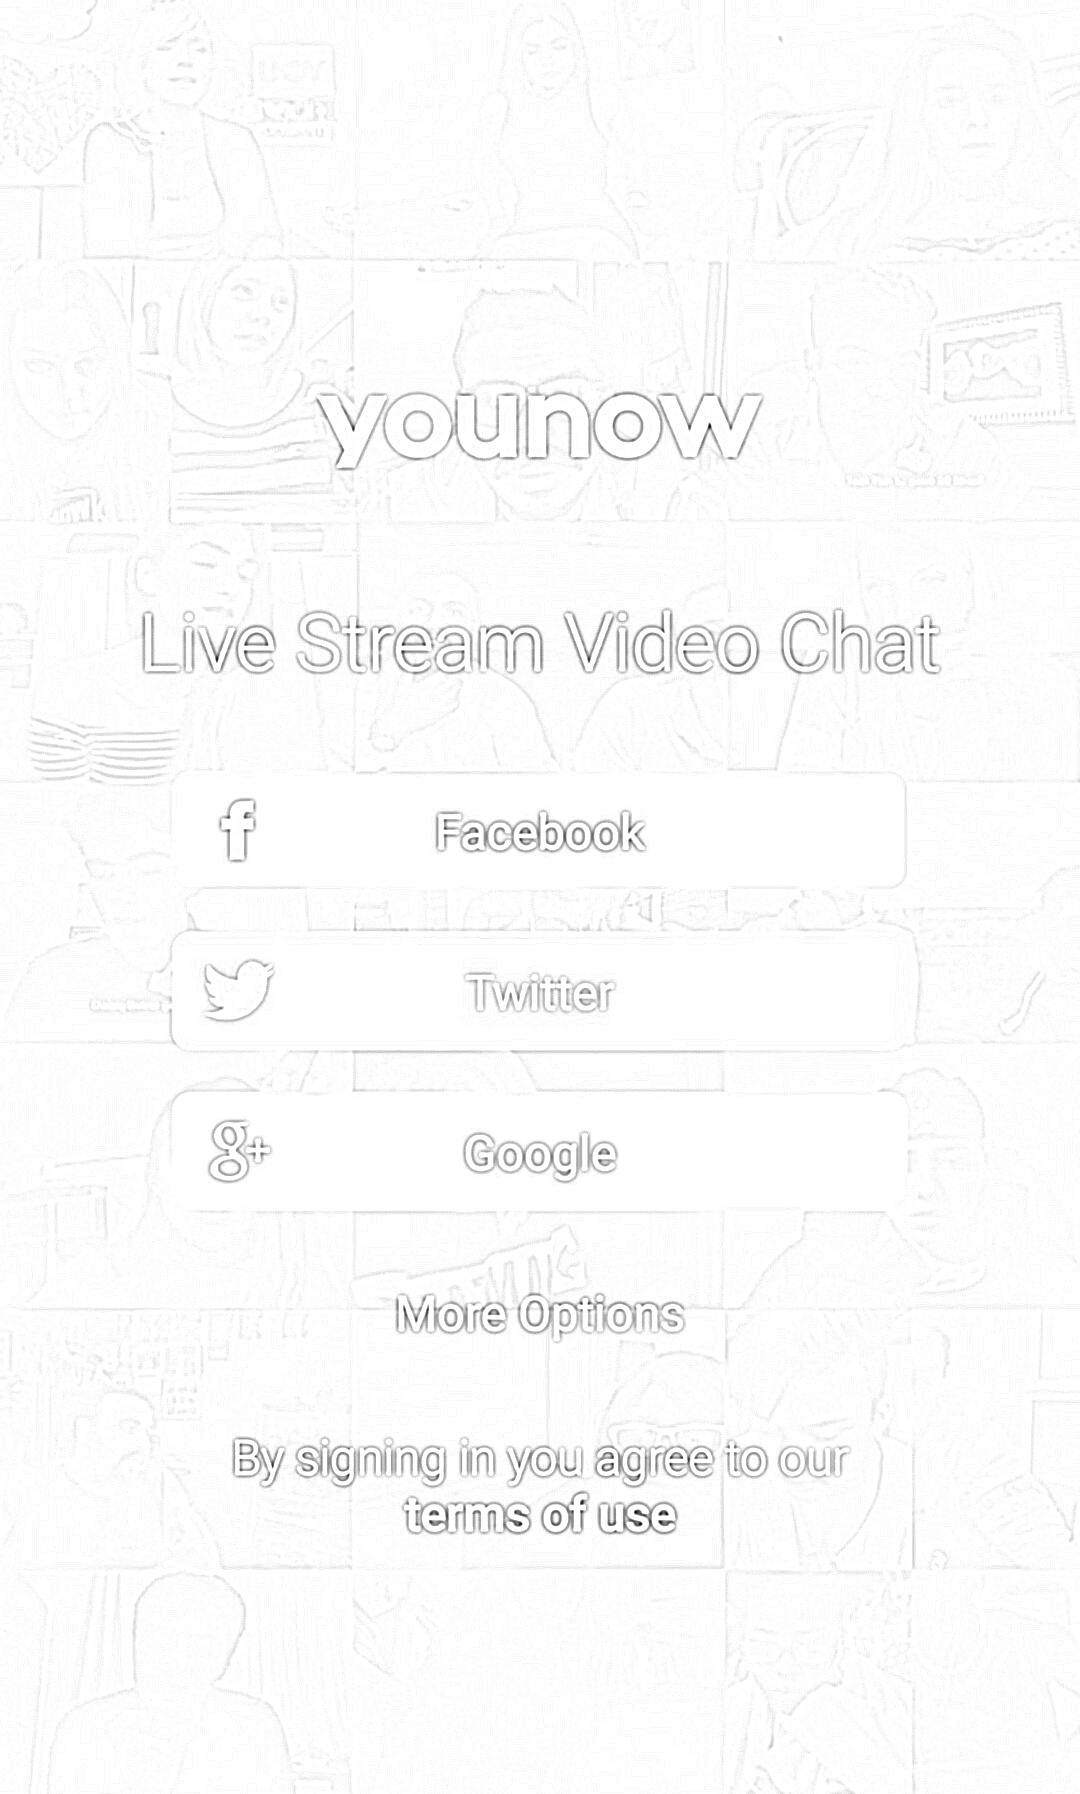 younow
Live Stream Video Chat
Facebook
Twitter
g+ Google
More Options
By signing in you agree to our
terms of use